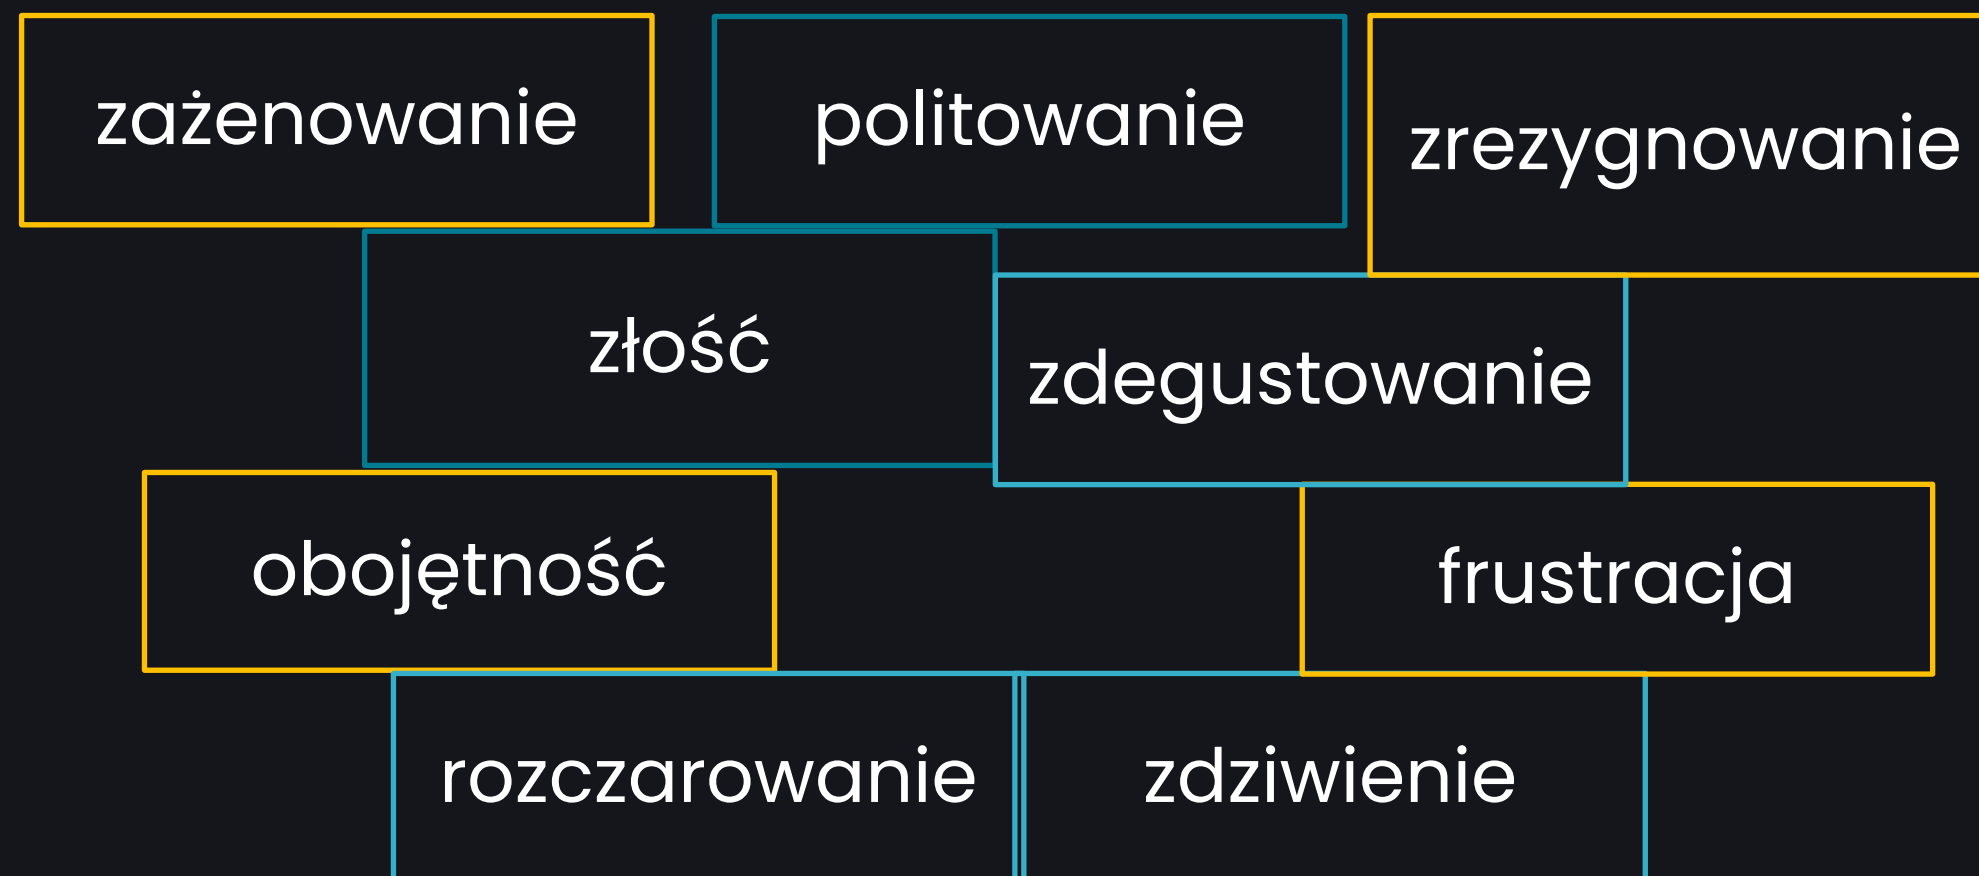 zażenowanie
politowanie
zrezygnowanie
złość
zdegustowanie
obojętność
frustracja
rozczarowanie
zdziwienie